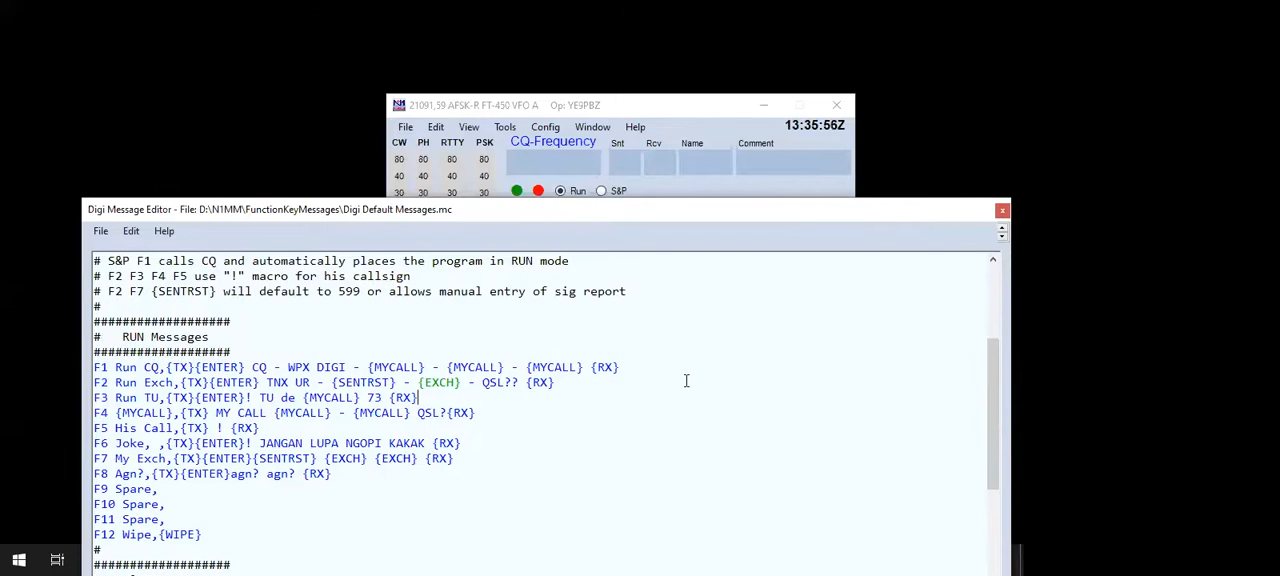 21091,59 AFSK-R FT-450 VFO A Op: YE9PBZ
File Edit View Tools Config Window Help 13:35:56Z
CW PH RTTY PSK CQ-Frequency Snt Rcv Name Comment
80 80 80 80
40 40 40 40
30 30 30 30 Run S&P
Digi Message Editor - File: D:\N1MM\FunctionKeyMessages\Digi Default Messages.mc
File Edit Help
# S&P F1 calls CQ and automatically places the program in RUN mode
# F2 F3 F4 F5 use "!" macro for his callsign
# F2 F7 {SENTRST} will default to 599 or allows manual entry of sig report
#
###################
# RUN Messages
###################
F1 Run CQ,{TX}{ENTER} CQ - WPX DIGI - {MYCALL} - {MYCALL} - {MYCALL} {RX}
F2 Run Exch,{TX}{ENTER} TNX UR - {SENTRST} - {EXCH} - QSL?? {RX}
F3 Run TU,{TX}{ENTER}! TU de {MYCALL} 73 {RX}
F4 {MYCALL},{TX} MY CALL {MYCALL} - {MYCALL} QSL?{RX}
F5 His Call,{TX} ! {RX}
F6 Joke, ,{TX}{ENTER}! JANGAN LUPA NGOPI KAKAK {RX}
F7 My Exch,{TX}{ENTER}{SENTRST} {EXCH} {EXCH} {RX}
F8 Agn?,{TX}{ENTER}agn? agn? {RX}
F9 Spare,
F10 Spare,
F11 Spare,
F12 Wipe,{WIPE}
#
###################